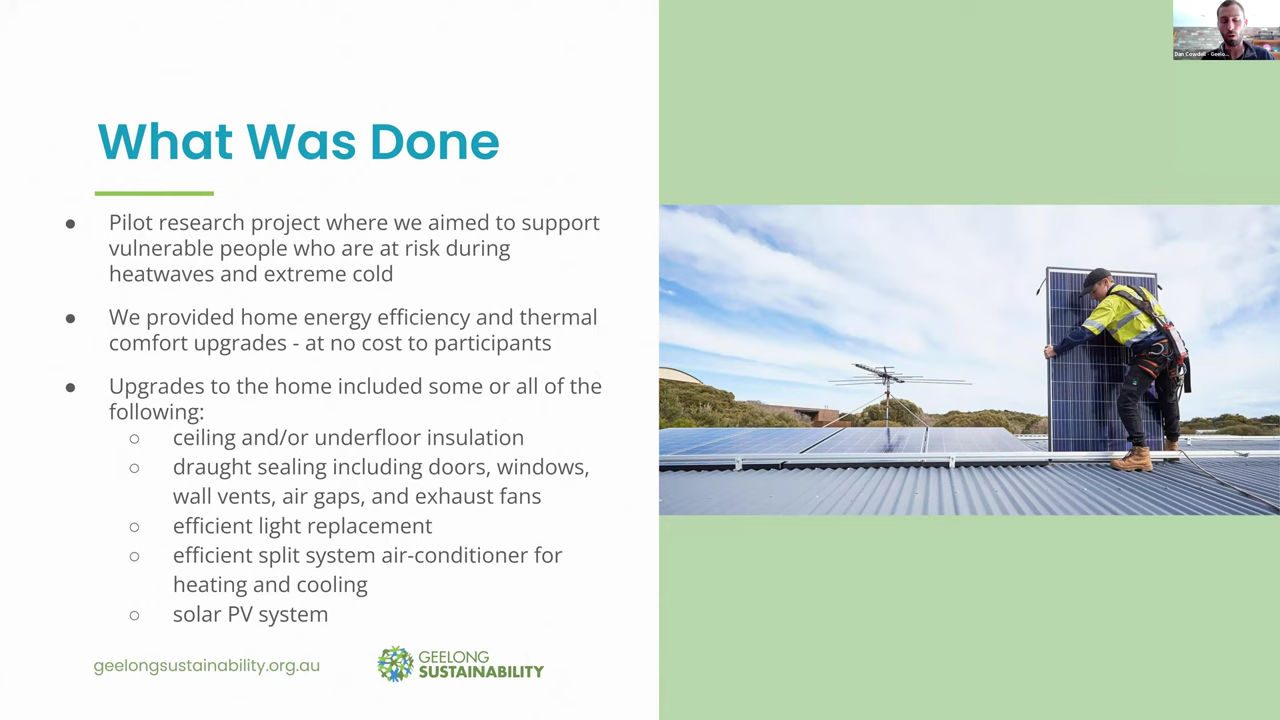 Dan Cowdell - Geelo...
What Was Done
● Pilot research project where we aimed to support
vulnerable people who are at risk during
heatwaves and extreme cold
● We provided home energy efficiency and thermal
comfort upgrades - at no cost to participants
● Upgrades to the home included some or all of the
following:
○ ceiling and/or underfloor insulation
○ draught sealing including doors, windows,
wall vents, air gaps, and exhaust fans
○ efficient light replacement
○ efficient split system air-conditioner for
heating and cooling
○ solar PV system
geelongsustainability.org.au
GEELONG
SUSTAINABILITY